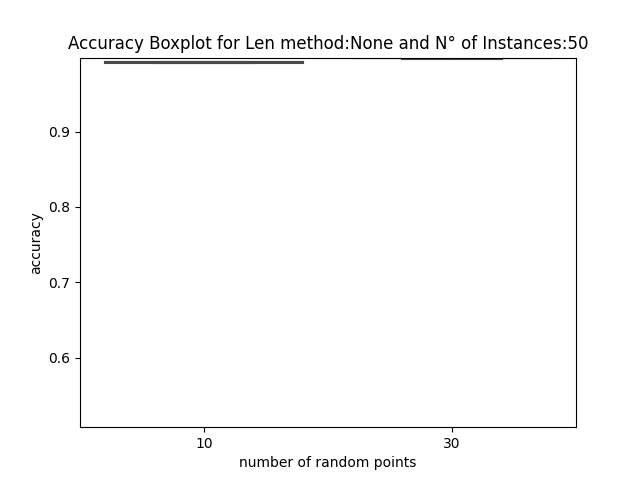 Accuracy Boxplot for Len method:None and N° of Instances:50
0.9
0.8
0.7
0.6
accuracy
10 30
number of random points